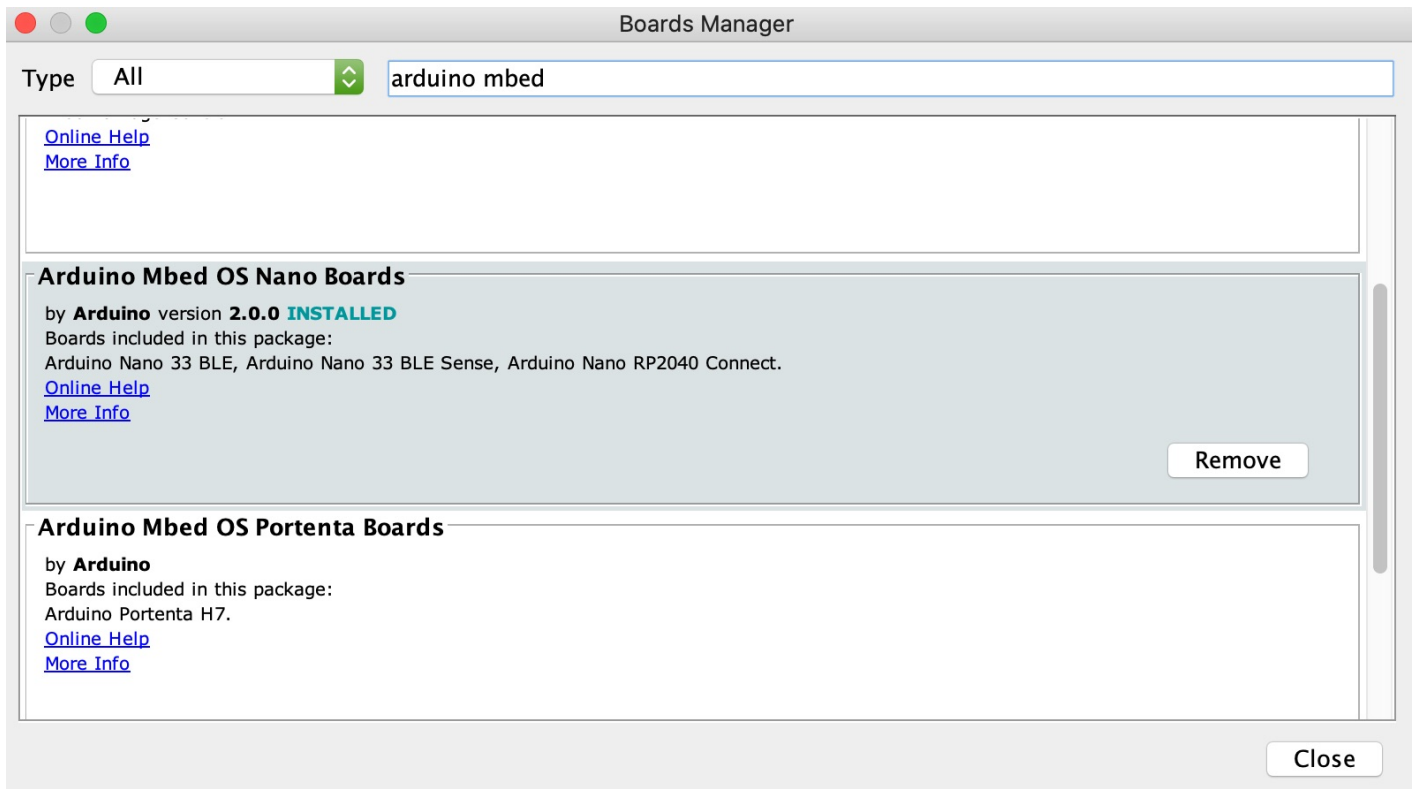 Boards Manager
Type All arduino mbed
Online Help
More Info
Arduino Mbed OS Nano Boards
by Arduino version 2.0.0 INSTALLED
Boards included in this package:
Arduino Nano 33 BLE, Arduino Nano 33 BLE Sense, Arduino Nano RP2040 Connect.
Online Help
More Info
Remove
Arduino Mbed OS Portenta Boards
by Arduino
Boards included in this package:
Arduino Portenta H7.
Online Help
More Info
Close